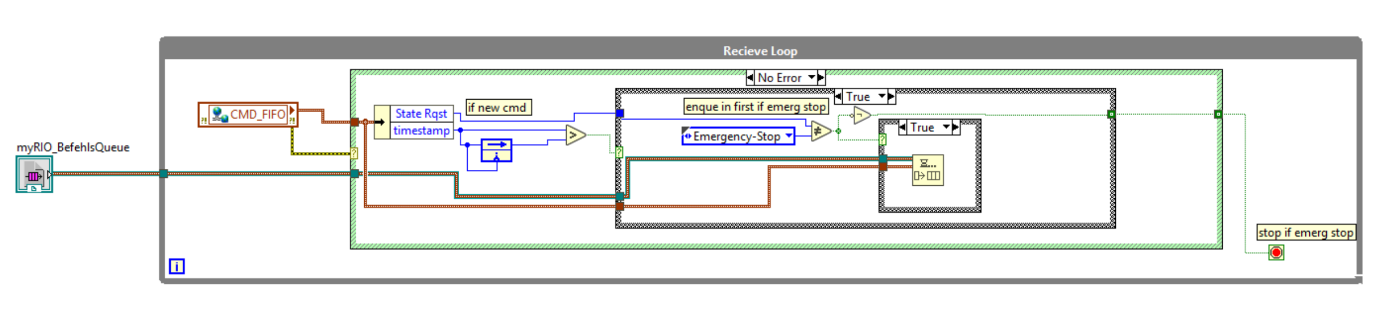 Recieve Loop
No Error
True
CMD_FIFO
State Rqst
if new cmd
enque in first if emerg stop
timestamp
Emergency-Stop
True
myRIO_BefehlsQueue
stop if emerg stop
i